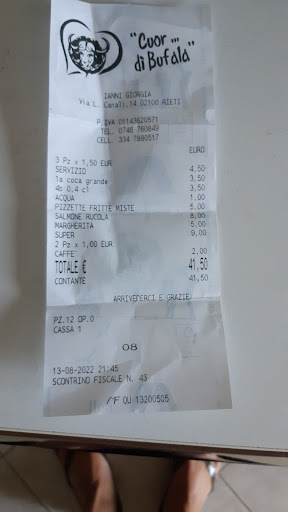 "Cuor ...
di Bufala"
IANNI GIORGIA
Via L. Canali,14 02100 RIETI
P.IVA 01143620571
TEL. 0746 760849
CELL. 334 7880517
EURO
3 Pz x 1,50 EUR
SERVIZIO 4,50
1a coca grande 3,50
4b 0,4 cl 3,50
ACQUA 1,00
PIZZETTE FRITTE MISTE 5,00
SALMONE RUCOLA 8,00
MARGHERITA 5,00
SUPER 9,00
2 Pz x 1,00 EUR
CAFFE' 2,00
TOTALE € 41,50
CONTANTE 41,50
ARRIVEDERCI E GRAZIE
PZ.12 OP.0
CASSA 1
08
13-08-2022 21:45
SCONTRINO FISCALE N. 43
MF QU 13200505